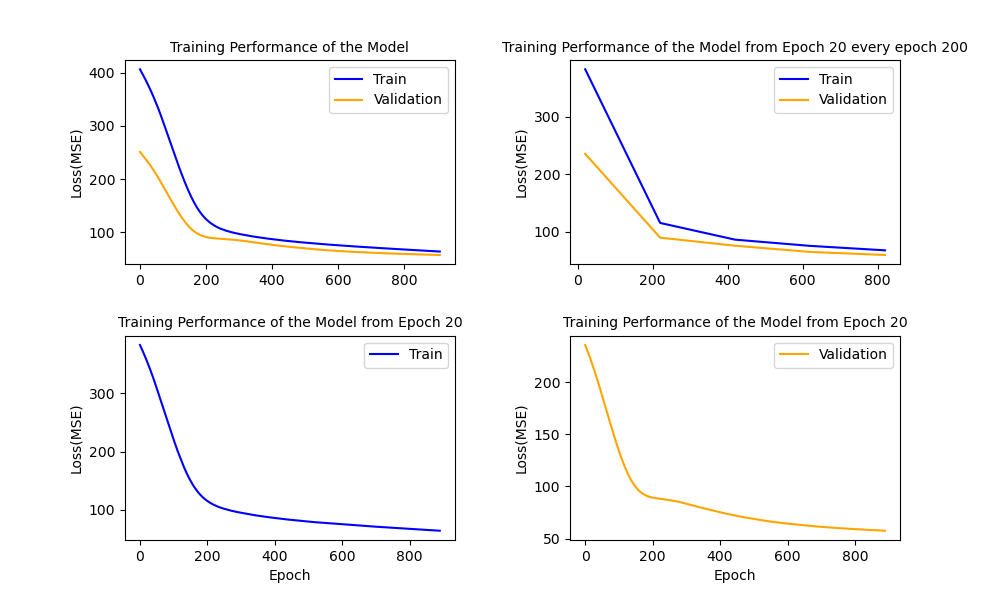 Training Performance of the Model
Training Performance of the Model from Epoch 20 every epoch 200
Loss(MSE)
400
300
200
100
Train
Validation
0 200 400 600 800
Loss(MSE)
300
200
100
Train
Validation
0 200 400 600 800
Training Performance of the Model from Epoch 20
Training Performance of the Model from Epoch 20
Loss(MSE)
300
200
100
Train
0 200 400 600 800
Epoch
Loss(MSE)
200
150
100
50
Validation
0 200 400 600 800
Epoch